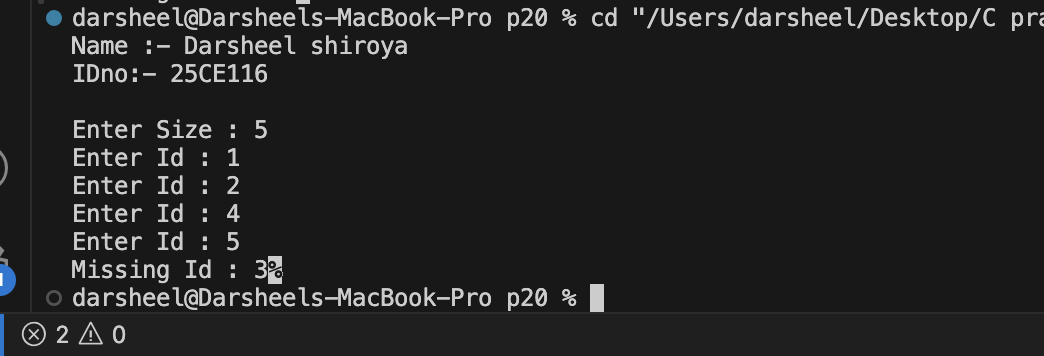 darsheel@Darsheels-MacBook-Pro p20 % cd "/Users/darsheel/Desktop/C pra
Name :- Darsheel shiroya
IDno:- 25CE116
Enter Size : 5
Enter Id : 1
Enter Id : 2
Enter Id : 4
Enter Id : 5
Missing Id : 3%
darsheel@Darsheels-MacBook-Pro p20 %
2 0